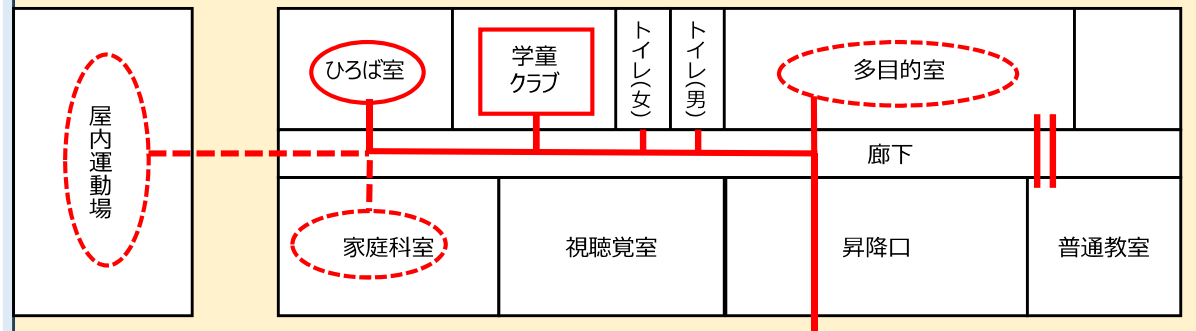 屋内運動場
ひろば室
学童
クラブ
トイレ(女)
トイレ(男)
多目的室
廊下
家庭科室
視聴覚室
昇降口
普通教室